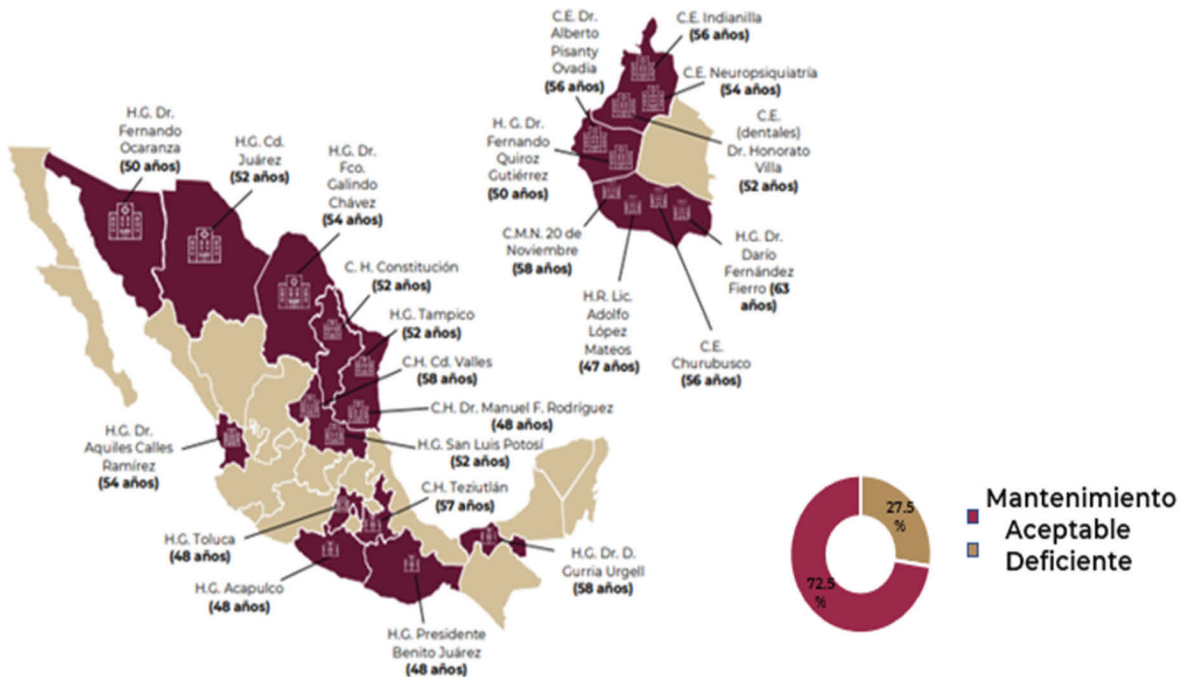 H.G. Dr.
Fernando
Ocaranza
(50 años)
H.G. Cd.
Juárez
(52 años)
H.G. Dr.
Fco.
Galindo
Chávez
(54 años)
C. H. Constitución
(52 años)
H.G. Tampico
(52 años)
C.H. Cd. Valles
(58 años)
C.H. Dr. Manuel F. Rodríguez
(48 años)
H.G. San Luis Potosí
(52 años)
C.H. Teziutlán
(57 años)
H.G. Dr.
Aquiles Calles
Ramírez
(54 años)
H.G. Toluca
(48 años)
H.G. Acapulco
(48 años)
H.G. Presidente
Benito Juárez
(48 años)
H.G. Dr. D.
Gurria Urgell
(58 años)
C.E. Dr.
Alberto
Pisanty
Ovadia
(56 años)
C.E. Indianilla
(56 años)
C.E. Neuropsiquiatría
(54 años)
C.E.
(dentales)
Dr. Honorato
Villa
(52 años)
H. G. Dr.
Fernando
Quiroz
Gutiérrez
(50 años)
C.M.N. 20 de
Noviembre
(58 años)
H.R. Lic.
Adolfo
López
Mateos
(47 años)
C.E.
Churubusco
(56 años)
H.G. Dr.
Darío
Fernández
Fierro (63
años)
27.5
%
72.5
%
Mantenimiento
Aceptable
Deficiente